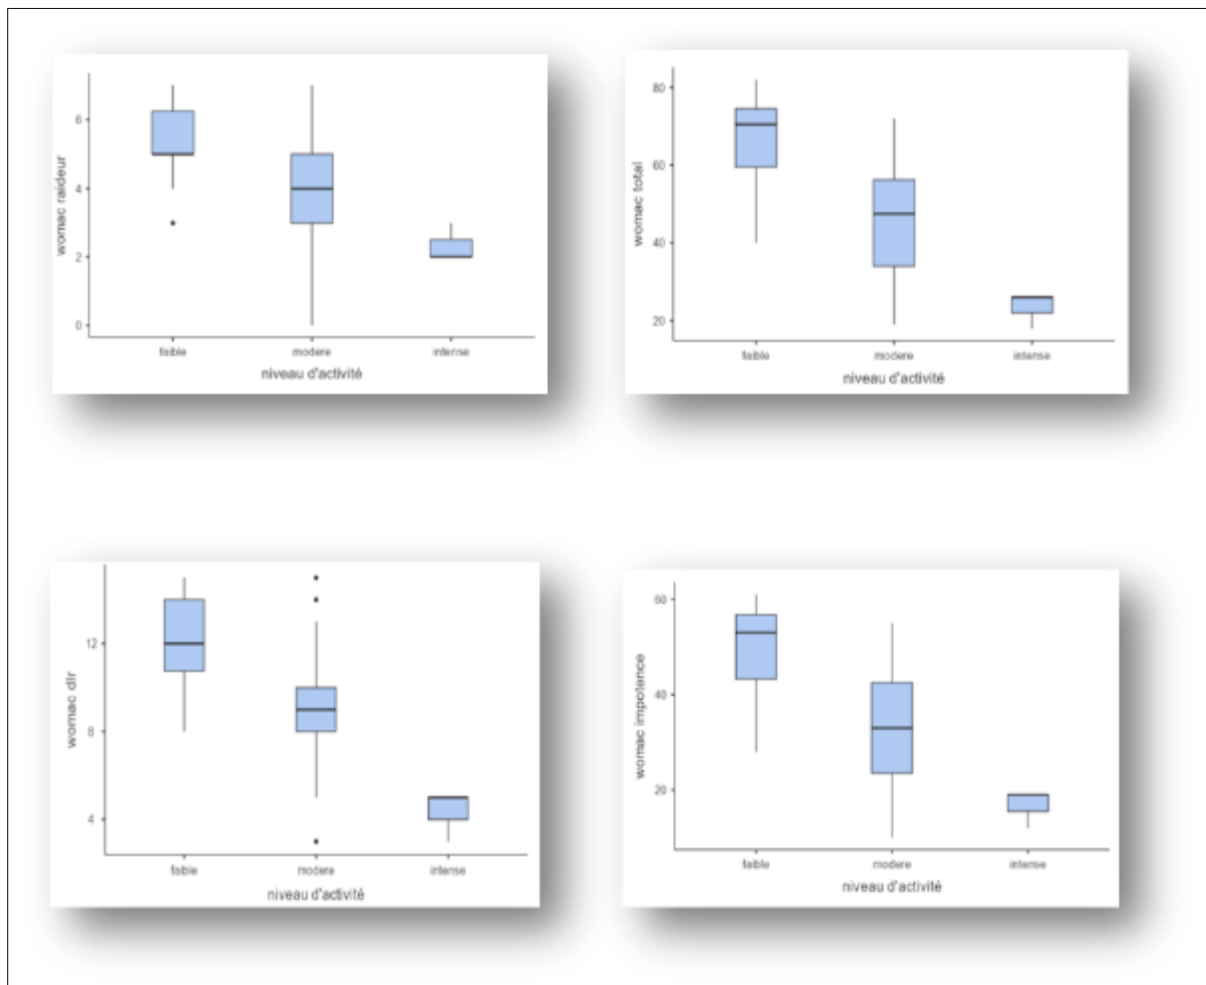 womac raideur
6
4
2
0
faible modere intense
niveau d'activité
womac total
80
60
40
20
faible modere intense
niveau d'activité
womac dlr
12
8
4
faible modere intense
niveau d'activité
womac impotence
60
40
20
faible modere intense
niveau d'activité